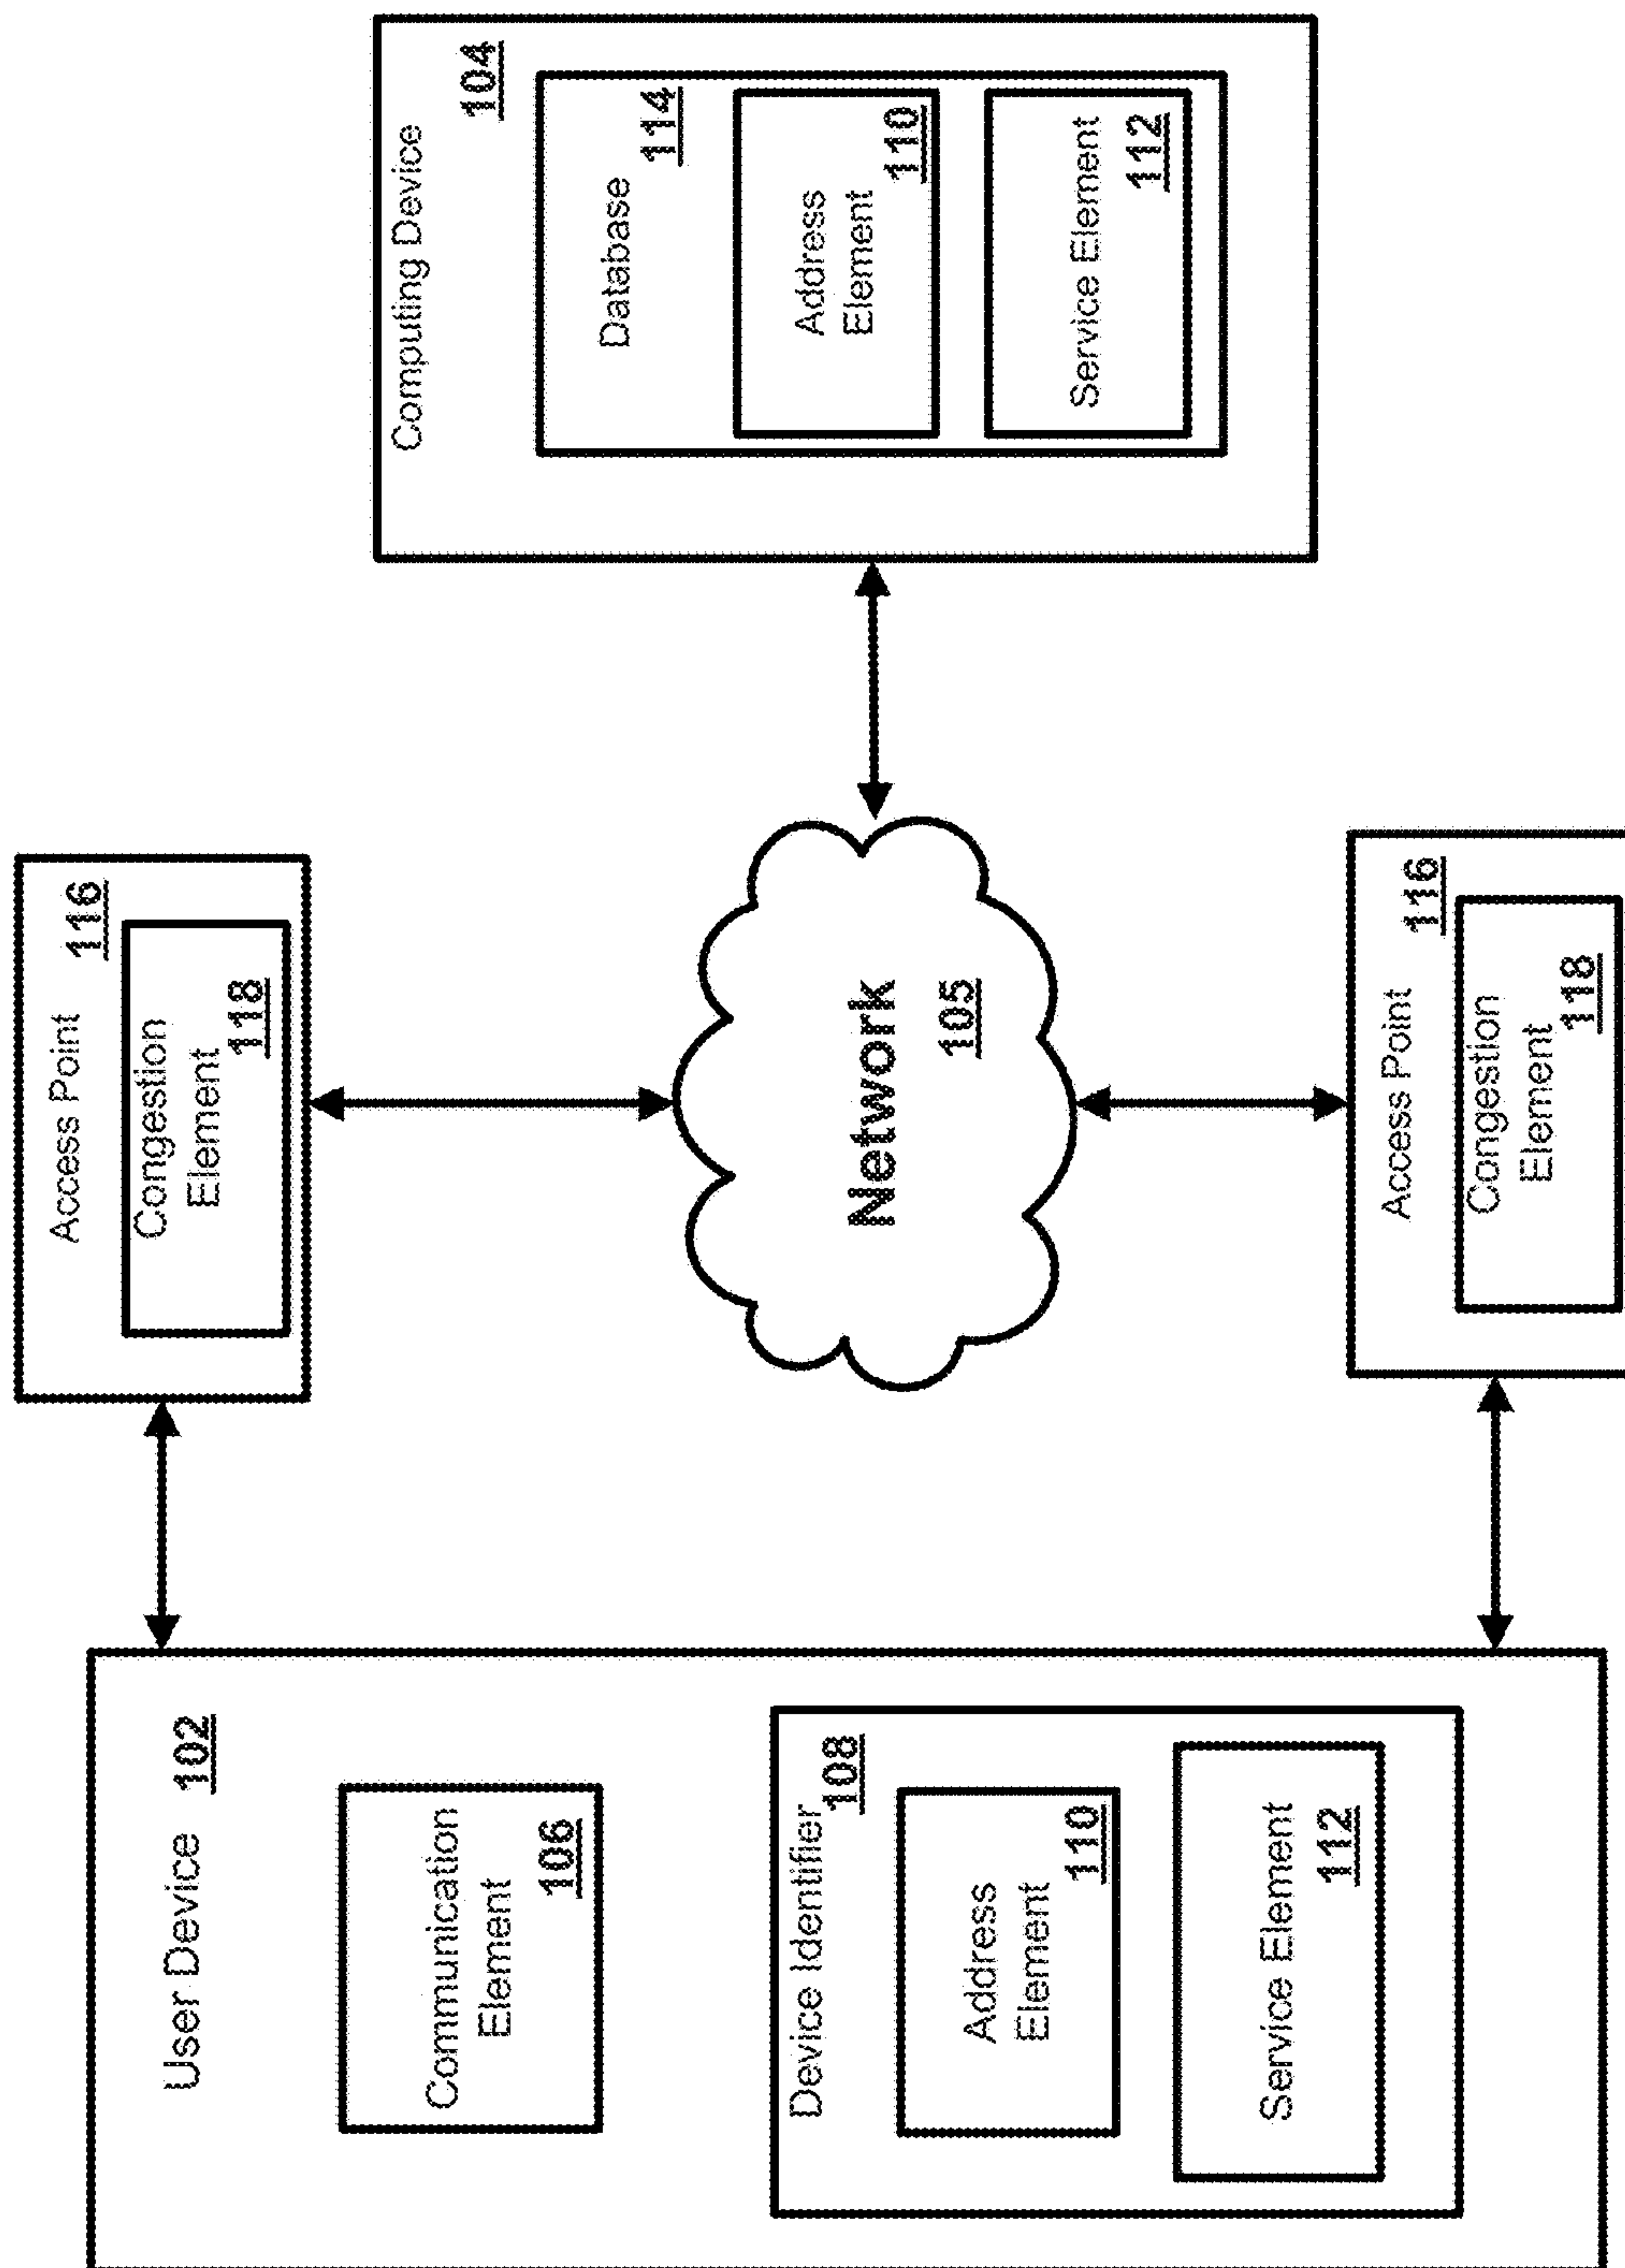 User Device 102
Communication
Element
106
Device Identifier
108
Address
Element
110
Service Element
112
Access Point
116
Congestion
Element
118
Network
105
Access Point
116
Congestion
Element
118
Computing Device
104
Database
114
Address
Element
110
Service Element
112